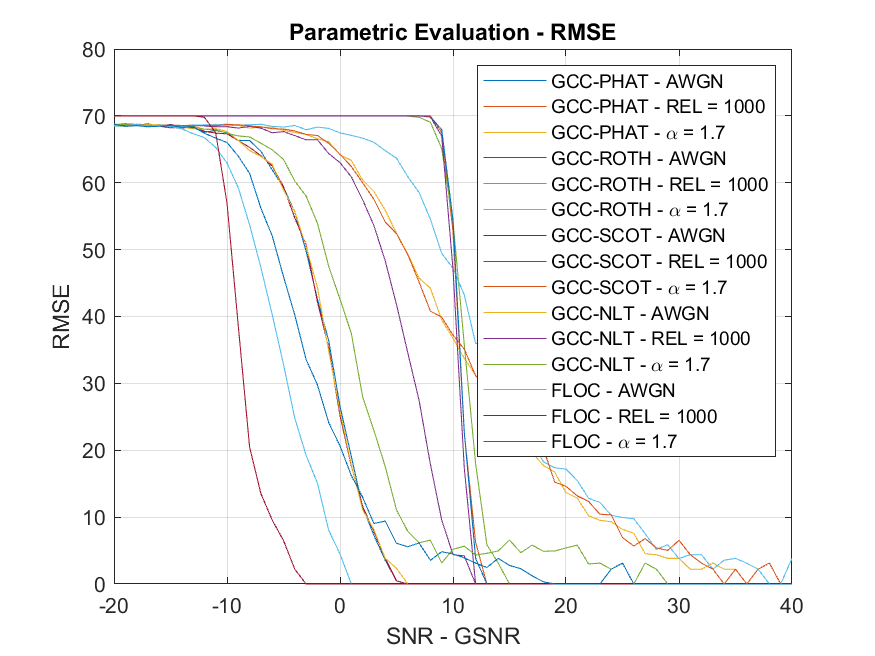 Parametric Evaluation - RMSE
RMSE
80
70
60
50
40
30
20
10
0
GCC-PHAT - AWGN
GCC-PHAT - REL = 1000
GCC-PHAT - α = 1.7
GCC-ROTH - AWGN
GCC-ROTH - REL = 1000
GCC-ROTH - α = 1.7
GCC-SCOT - AWGN
GCC-SCOT - REL = 1000
GCC-SCOT - α = 1.7
GCC-NLT - AWGN
GCC-NLT - REL = 1000
GCC-NLT - α = 1.7
FLOC - AWGN
FLOC - REL = 1000
FLOC - α = 1.7
-20 -10 0 10 20 30 40
SNR - GSNR